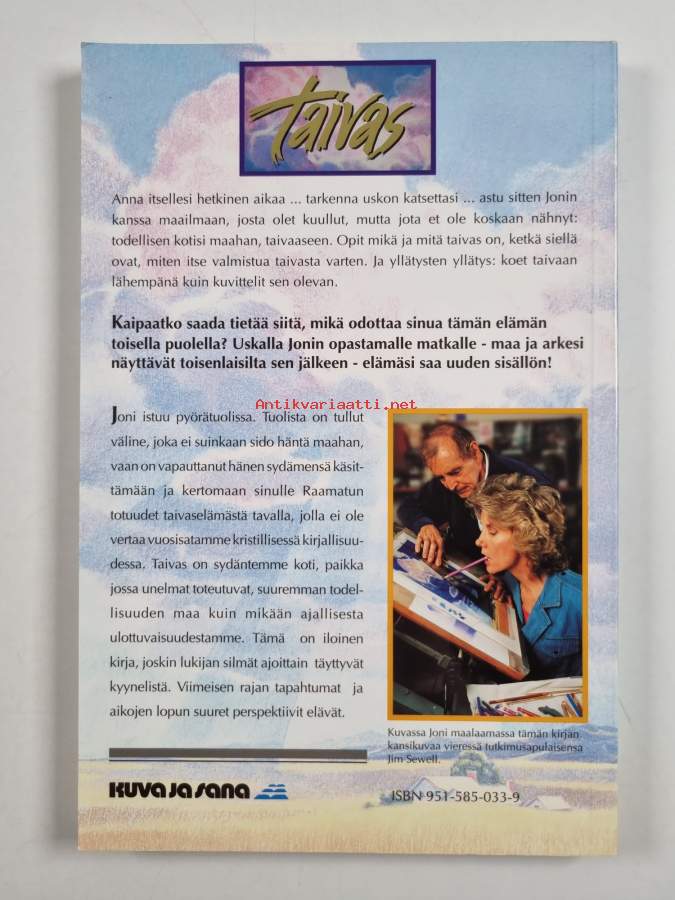 Taivas
Anna itsellesi hetkinen aikaa ... tarkenna uskon katsettasi ... astu sitten Jonin
kanssa maailmaan, josta olet kuullut, mutta jota et ole koskaan nähnyt:
todellisen kotisi maahan, taivaaseen. Opit mikä ja mitä taivas on, ketkä siellä
ovat, miten itse valmistua taivasta varten. Ja yllätysten yllätys: koet taivaan
lähempänä kuin kuvittelit sen olevan.
Kaipaatko saada tietää siitä, mikä odottaa sinua tämän elämän
toisella puolella? Uskalla Jonin opastamalle matkalle - maa ja arkesi
näyttävät toisenlaisilta sen jälkeen - elämäsi saa uuden sisällön!
Antikvariaatti.net
Joni istuu pyörätuolissa. Tuolista on tullut
väline, joka ei suinkaan sido häntä maahan,
vaan on vapauttanut hänen sydämensä käsit-
tämään ja kertomaan sinulle Raamatun
totuudet taivaselämästä tavalla, jolla ei ole
vertaa vuosisatamme kristillisessä kirjallisuu-
dessa. Taivas on sydäntemme koti, paikka
jossa unelmat toteutuvat, suuremman todel-
lisuuden maa kuin mikään ajallisesta
ulottuvaisuudestamme. Tämä on iloinen
kirja, joskin lukijan silmät ajoittain täyttyvät
kyynelistä. Viimeisen rajan tapahtumat ja
aikojen lopun suuret perspektiivit elävät.
Kuvassa Joni maalaamassa tämän kirjan
kansikuvaa vieressä tutkimusapulaisensa
Jim Sewell.
KUVA JA SANA
ISBN 951-585-033-9